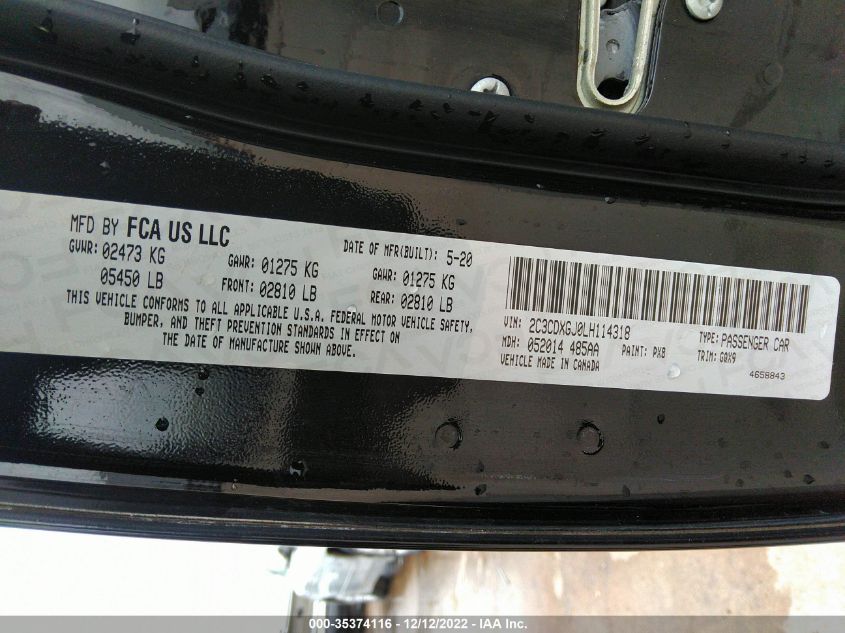 MFD BY FCA US LLC
DATE OF MFR(BUILT): 5-20
GVWR: 02473 KG
GAWR: 01275 KG
GAWR: 01275 KG
05450 LB
FRONT: 02810 LB
REAR: 02810 LB
THIS VEHICLE CONFORMS TO ALL APPLICABLE U.S.A. FEDERAL MOTOR VEHICLE SAFETY,
BUMPER, AND THEFT PREVENTION STANDARDS IN EFFECT ON
THE DATE OF MANUFACTURE SHOWN ABOVE.
VIN: 2C3CDXGJ0LH114318
TYPE: PASSENGER CAR
MDH: 052014 485AA
PAINT: PX8
TRIM: G0X9
VEHICLE MADE IN CANADA
4658843
000-35374116 - 12/12/2022 - IAA Inc.